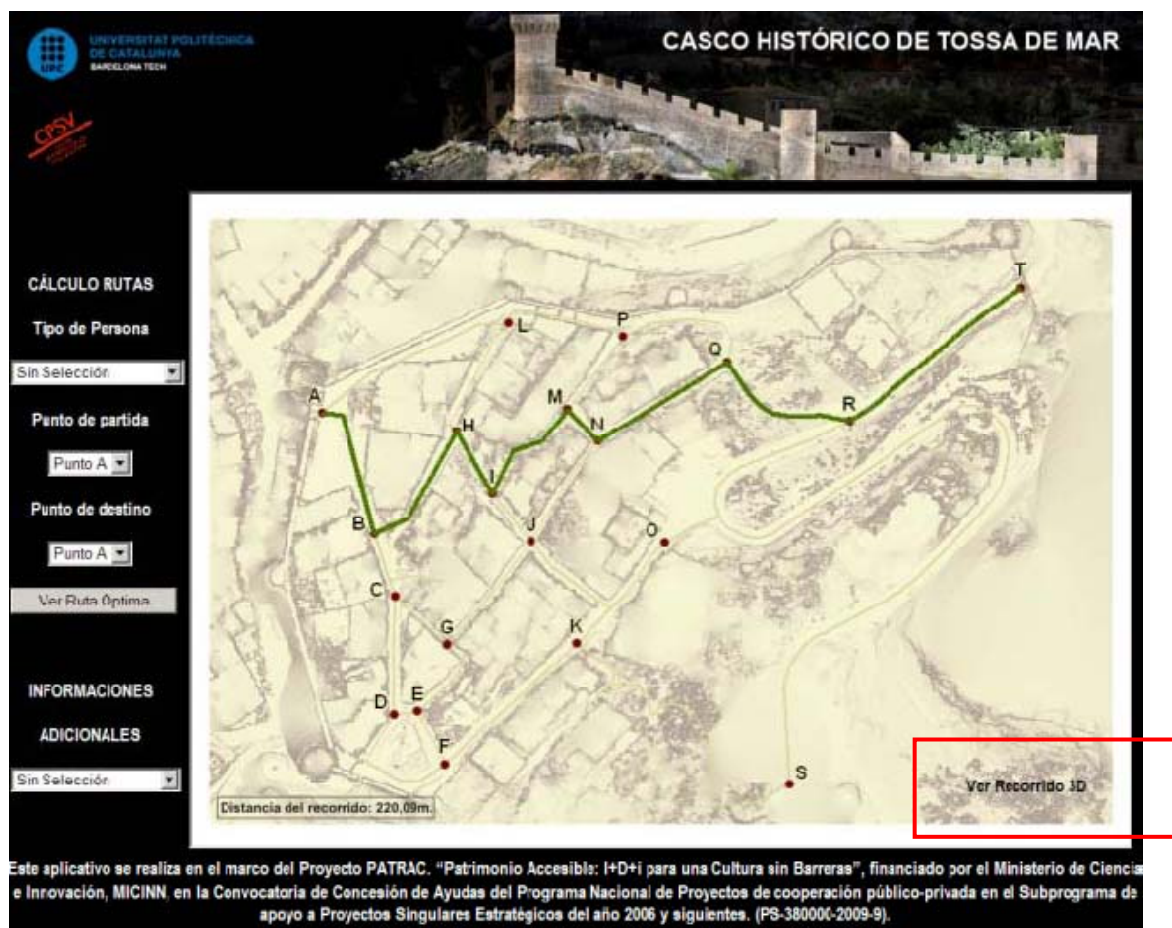 UNIVERSITAT POLITÈCNICA
DE CATALUNYA
BARCELONA TECH
UPC
CPSV
CASCO HISTÓRICO DE TOSSA DE MAR
CÁLCULO RUTAS
Tipo de Persona
Sin Selección
Punto de partida
Punto A
Punto de destino
Punto A
Ver Ruta Óptima
INFORMACIONES
ADICIONALES
Sin Selección
T
L
P
Q
A
M
R
H
N
I
B
J
O
C
G
K
D
E
F
S
Distancia del recorrido: 220,09m.
Ver Recorrido 3D
Este aplicativo se realiza en el marco del Proyecto PATRAC. “Patrimonio Accesible: I+D+i para una Cultura sin Barreras”, financiado por el Ministerio de Ciencia
e Innovación, MICINN, en la Convocatoria de Concesión de Ayudas del Programa Nacional de Proyectos de cooperación público-privada en el Subprograma de
apoyo a Proyectos Singulares Estratégicos del año 2006 y siguientes. (PS-380000-2009-9).